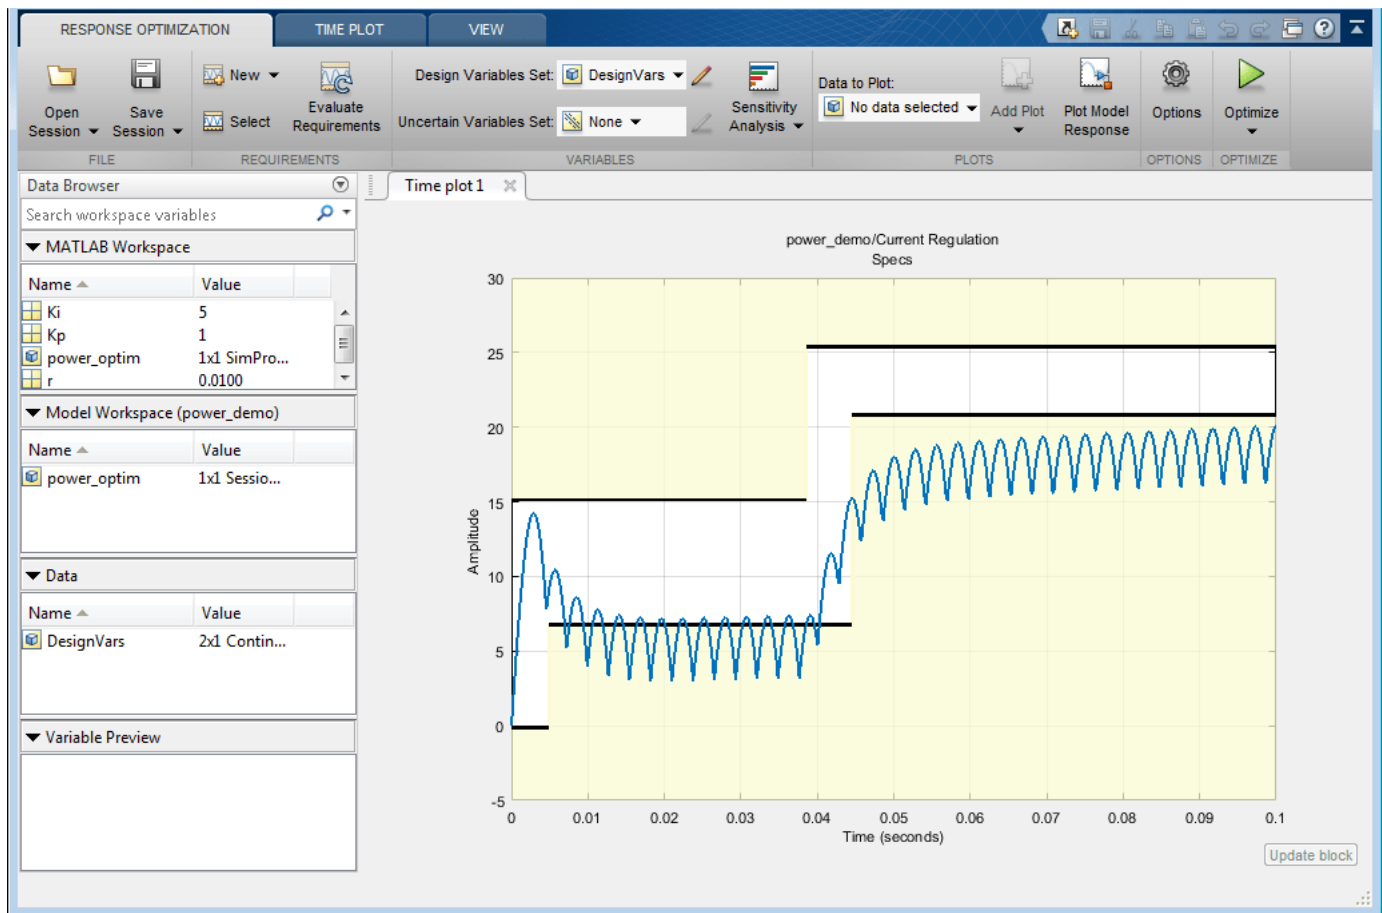 RESPONSE OPTIMIZATION TIME PLOT VIEW
Open Session
Save Session
New
Select
Evaluate Requirements
Design Variables Set: DesignVars
Uncertain Variables Set: None
Sensitivity Analysis
Data to Plot:
No data selected
Add Plot
Plot Model Response
Options
Optimize
FILE REQUIREMENTS VARIABLES PLOTS OPTIONS OPTIMIZE
Data Browser
Search workspace variables
MATLAB Workspace
Name Value
Ki 5
Kp 1
power_optim 1x1 SimPro...
r 0.0100
Model Workspace (power_demo)
Name Value
power_optim 1x1 Sessio...
Data
Name Value
DesignVars 2x1 Contin...
Variable Preview
Time plot 1
power_demo/Current Regulation
Specs
Amplitude
30
25
20
15
10
5
0
-5
0 0.01 0.02 0.03 0.04 0.05 0.06 0.07 0.08 0.09 0.1
Time (seconds)
Update block